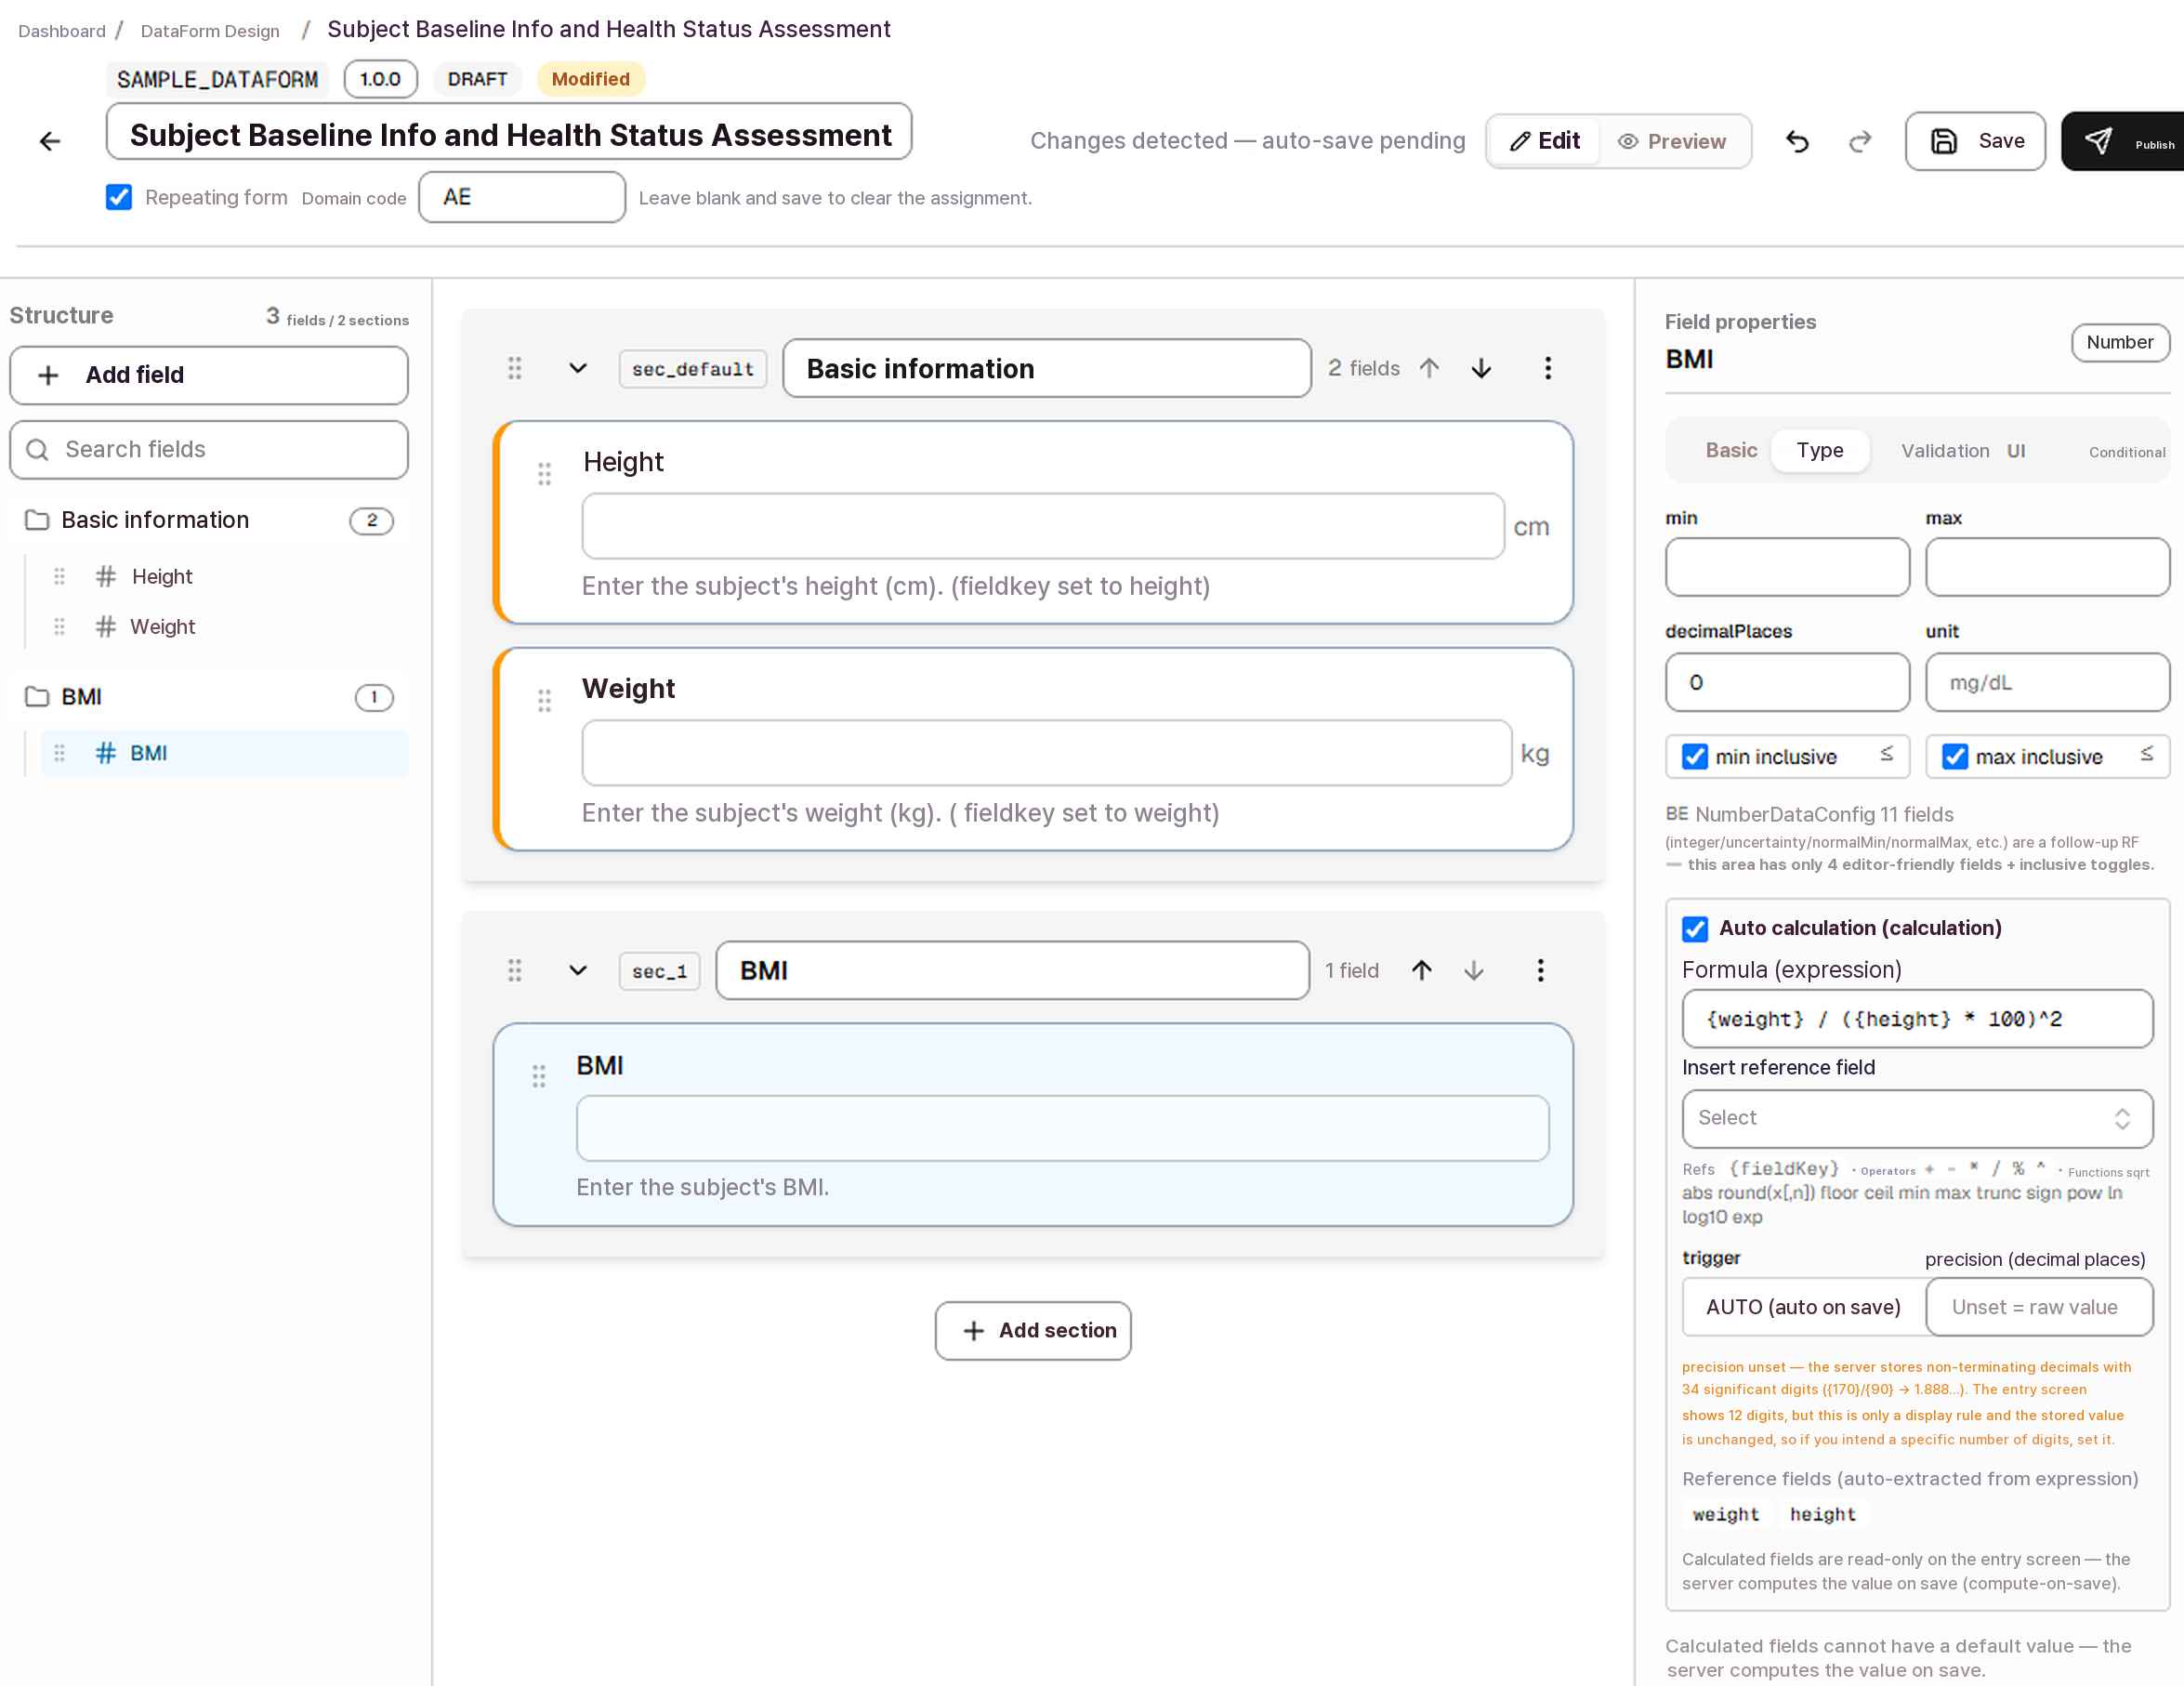 Dashboard / DataForm Design / Subject Baseline Info and Health Status Assessment
SAMPLE_DATAFORM 1.0.0 DRAFT Modified
Subject Baseline Info and Health Status Assessment
Changes detected — auto-save pending Edit Preview Save Publish
Repeating form Domain code AE Leave blank and save to clear the assignment.
Structure 3 fields / 2 sections
Add field
Search fields
Basic information 2
Height
Weight
BMI 1
BMI
sec_default Basic information 2 fields
Height
cm
Enter the subject's height (cm). (fieldkey set to height)
Weight
kg
Enter the subject's weight (kg). ( fieldkey set to weight)
sec_1 BMI 1 field
BMI
Enter the subject's BMI.
Add section
Field properties
BMI Number
Basic Type Validation UI Conditional
min max
decimalPlaces unit
0 mg/dL
min inclusive ≤ max inclusive ≤
BE NumberDataConfig 11 fields
(integer/uncertainty/normalMin/normalMax, etc.) are a follow-up RF
— this area has only 4 editor-friendly fields + inclusive toggles.
Auto calculation (calculation)
Formula (expression)
{weight} / ({height} * 100)^2
Insert reference field
Select
Refs {fieldKey} · Operators + - * / % ^ · Functions sqrt
abs round(x[,n]) floor ceil min max trunc sign pow ln
log10 exp
trigger precision (decimal places)
AUTO (auto on save) Unset = raw value
precision unset — the server stores non-terminating decimals with
34 significant digits ({170}/{90} → 1.888…). The entry screen
shows 12 digits, but this is only a display rule and the stored value
is unchanged, so if you intend a specific number of digits, set it.
Reference fields (auto-extracted from expression)
weight height
Calculated fields are read-only on the entry screen — the
server computes the value on save (compute-on-save).
Calculated fields cannot have a default value — the
server computes the value on save.